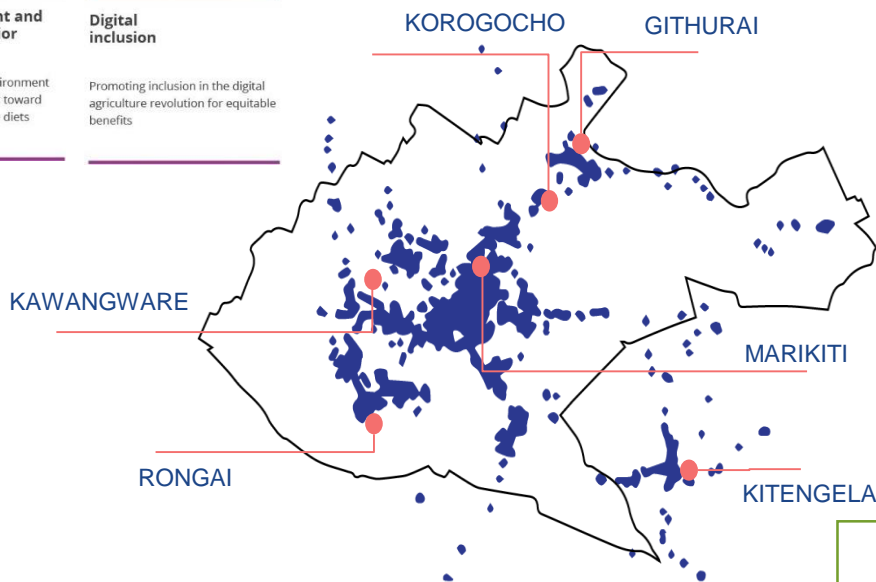 nt and
ior
ironment
toward
diets
Digital
inclusion
Promoting inclusion in the digital
agriculture revolution for equitable
benefits
KOROGOCHO
GITHURAI
KAWANGWARE
MARIKITI
RONGAI
KITENGELA